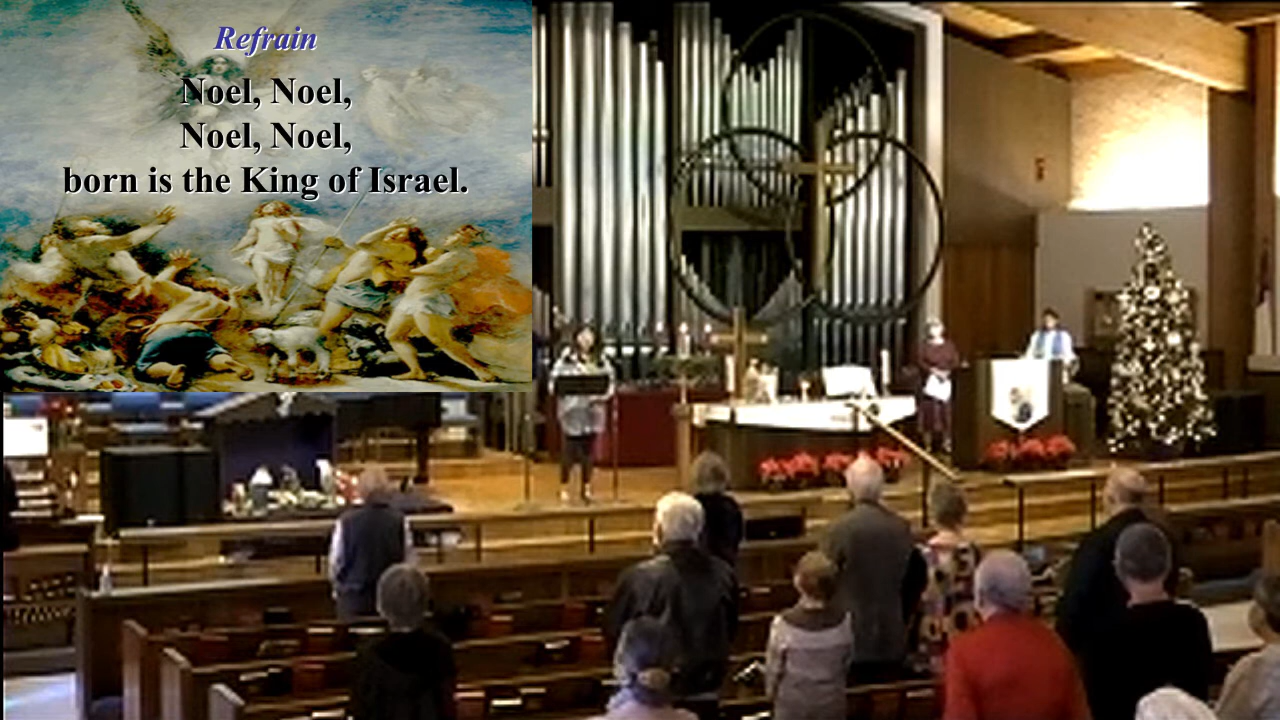 Refrain
Noel, Noel,
Noel, Noel,
born is the King of Israel.